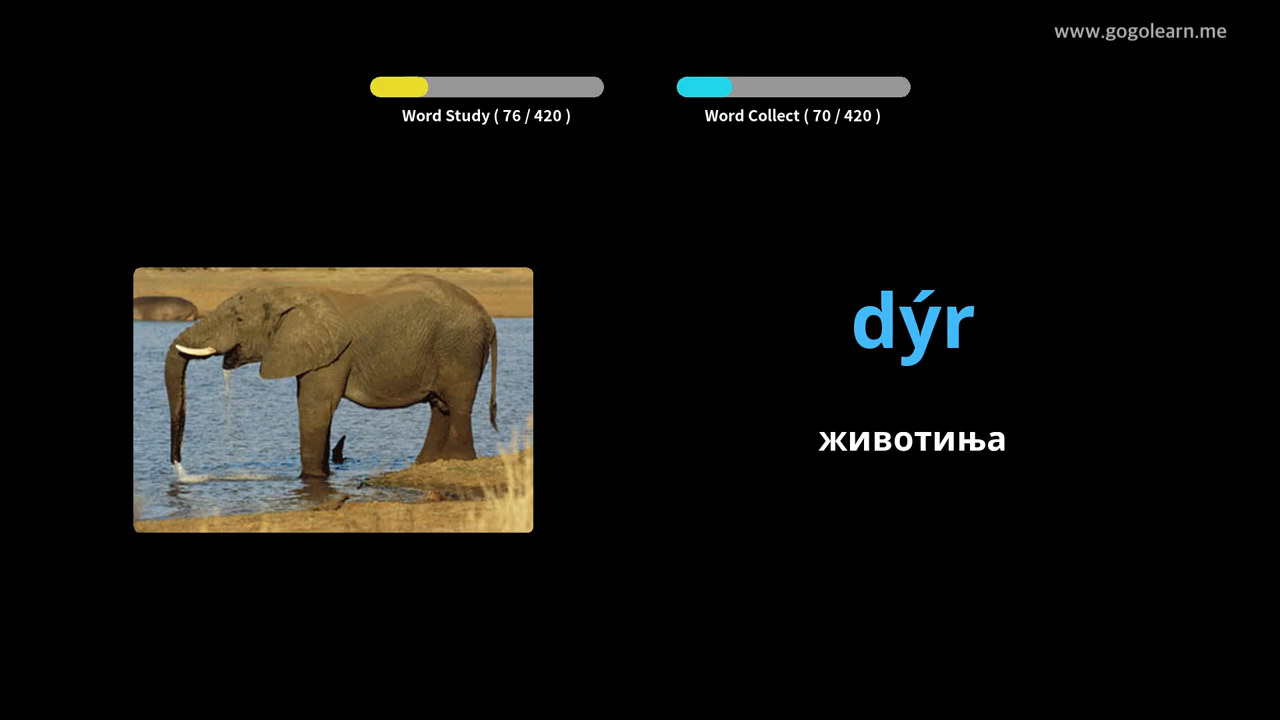 www.gogolearn.me
Word Study ( 76 / 420 )
Word Collect ( 70 / 420 )
dýr
животиња